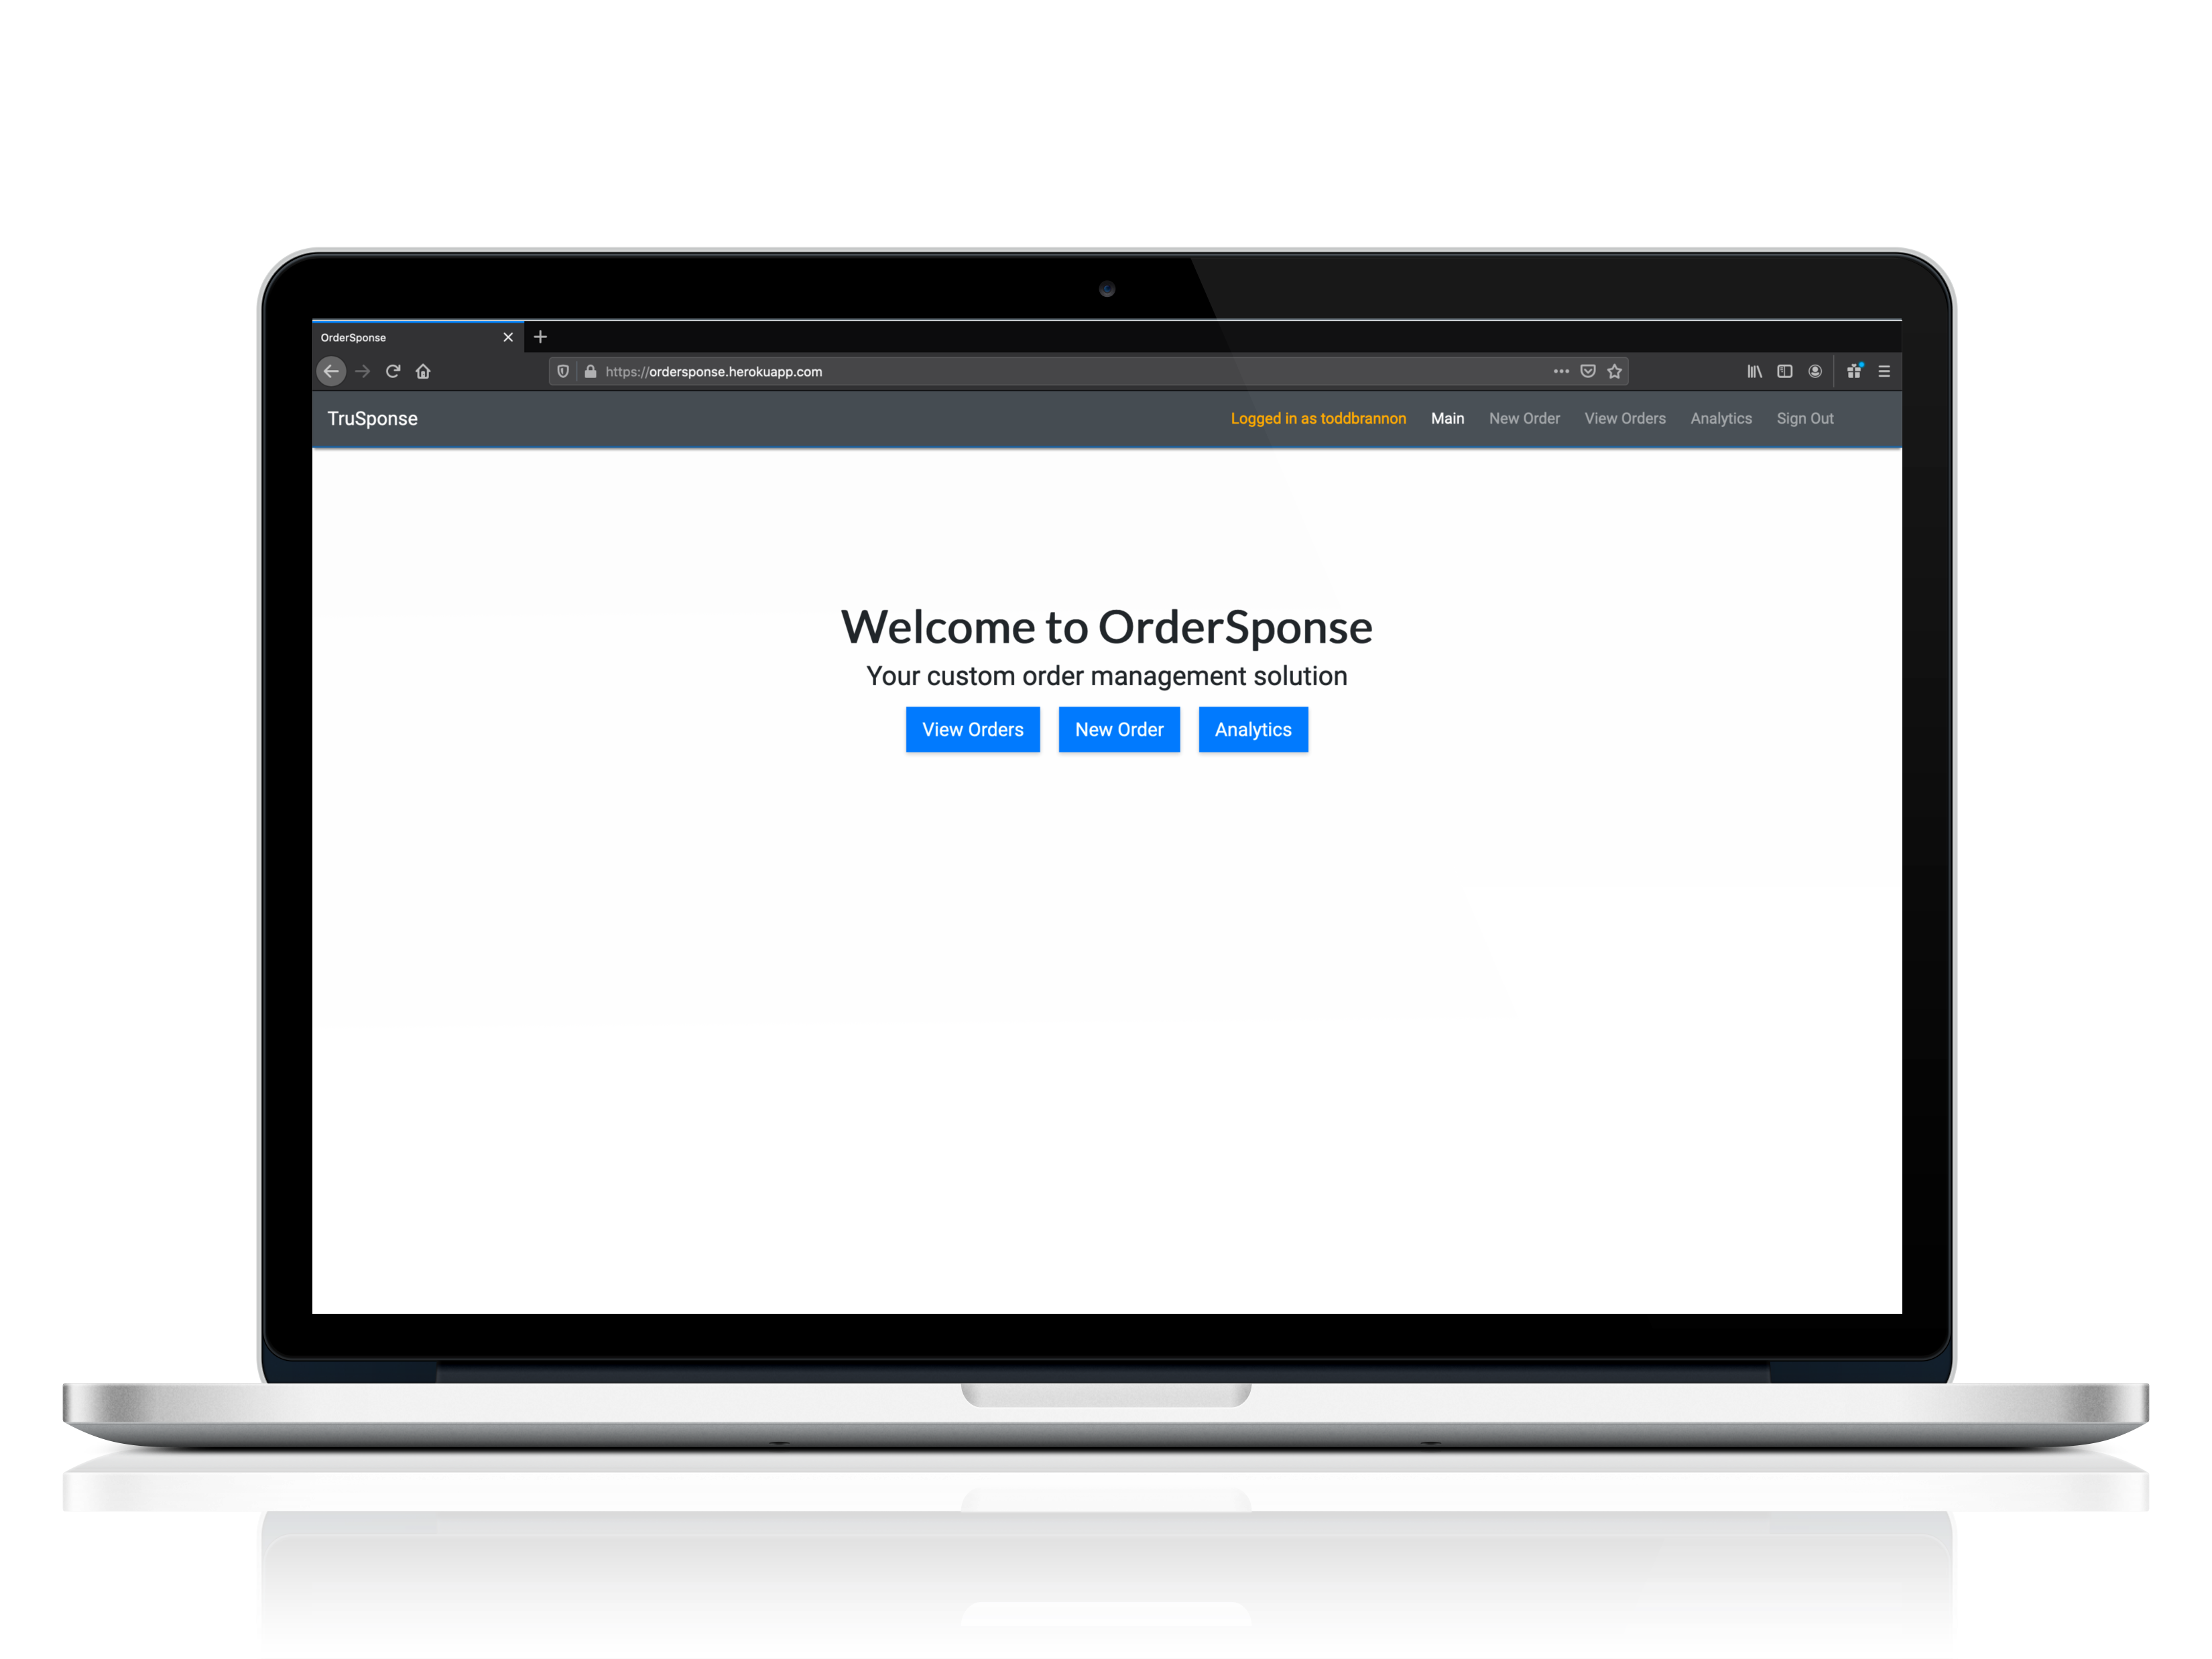 OrderSponse
https://ordersponse.herokuapp.com
TruSponse Logged in as toddbrannon Main New Order View Orders Analytics Sign Out
Welcome to OrderSponse
Your custom order management solution
View Orders New Order Analytics